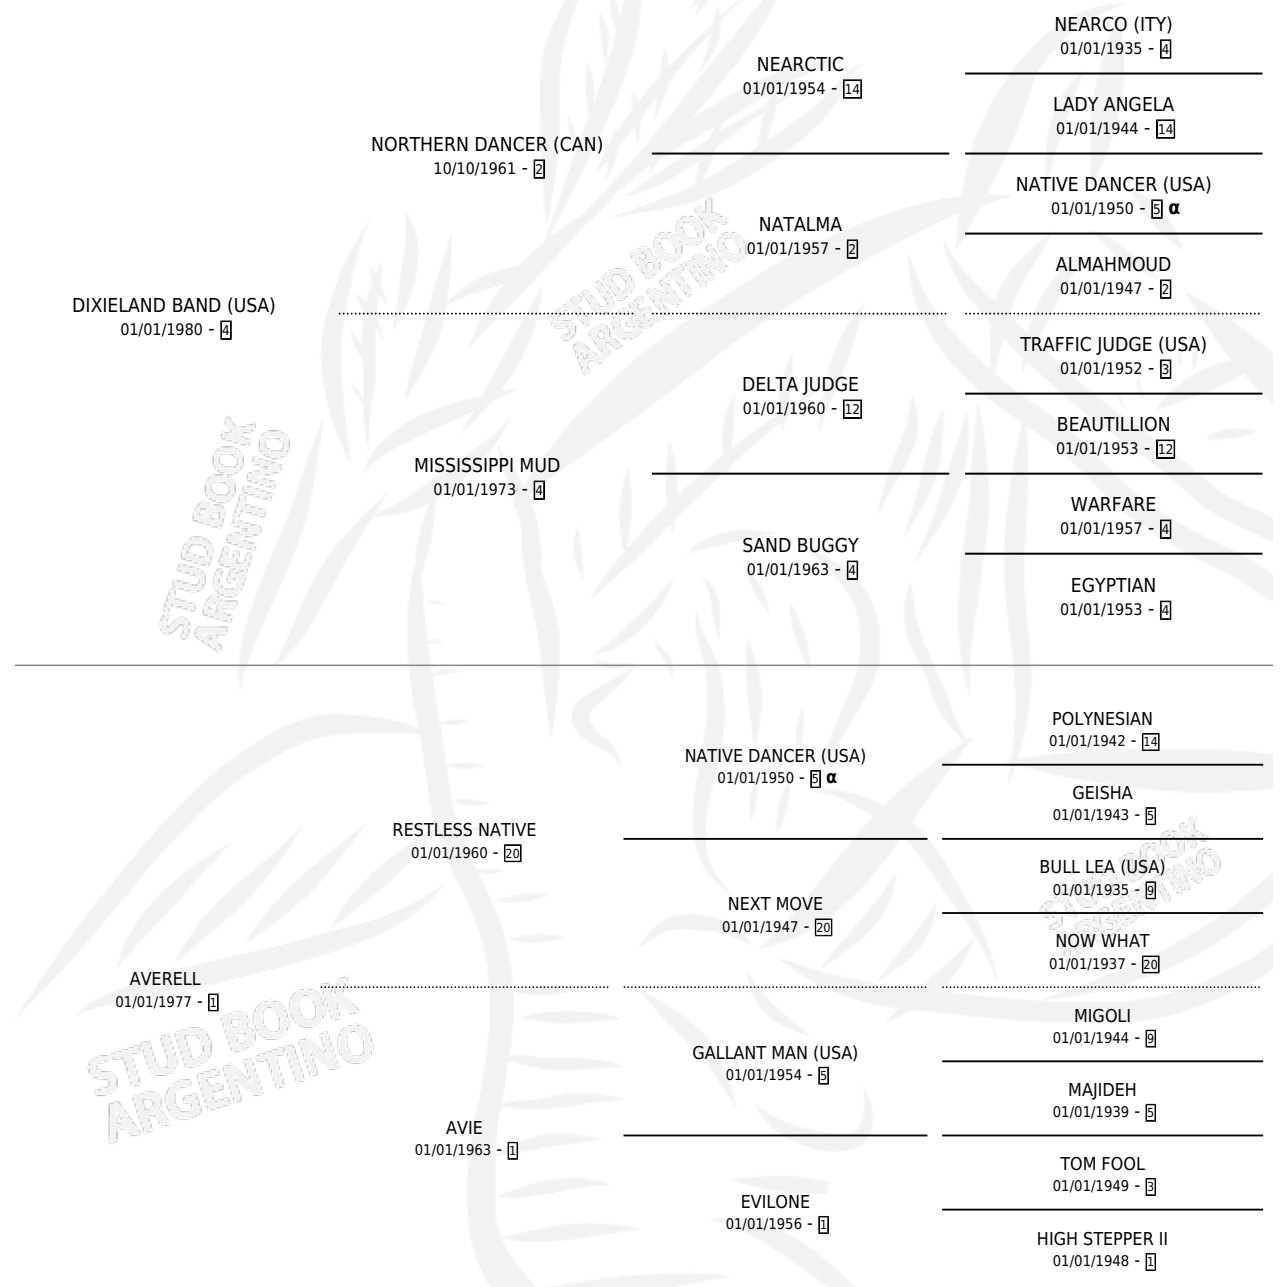 NEARCO (ITY)
01/01/1935 - 4
NEARCTIC
01/01/1954 - 14
LADY ANGELA
01/01/1944 - 14
NORTHERN DANCER (CAN)
10/10/1961 - 2
NATIVE DANCER (USA)
01/01/1950 - 5 α
NATALMA
01/01/1957 - 2
ALMAHMOUD
01/01/1947 - 2
DIXIELAND BAND (USA)
01/01/1980 - 4
TRAFFIC JUDGE (USA)
01/01/1952 - 3
DELTA JUDGE
01/01/1960 - 12
BEAUTILLION
01/01/1953 - 12
MISSISSIPPI MUD
01/01/1973 - 4
WARFARE
01/01/1957 - 4
SAND BUGGY
01/01/1963 - 4
EGYPTIAN
01/01/1953 - 4
POLYNESIAN
01/01/1942 - 14
NATIVE DANCER (USA)
01/01/1950 - 5 α
GEISHA
01/01/1943 - 5
RESTLESS NATIVE
01/01/1960 - 20
BULL LEA (USA)
01/01/1935 - 9
NEXT MOVE
01/01/1947 - 20
NOW WHAT
01/01/1937 - 20
AVERELL
01/01/1977 - 1
MIGOLI
01/01/1944 - 9
GALLANT MAN (USA)
01/01/1954 - 5
MAJIDEH
01/01/1939 - 5
AVIE
01/01/1963 - 1
TOM FOOL
01/01/1949 - 3
EVILONE
01/01/1956 - 1
HIGH STEPPER II
01/01/1948 - 1
STUD BOOK
ARGENTINO
STUD BOOK
ARGENTINO
STUD BOOK
ARGENTINO
STUD BOOK
ARGENTINO